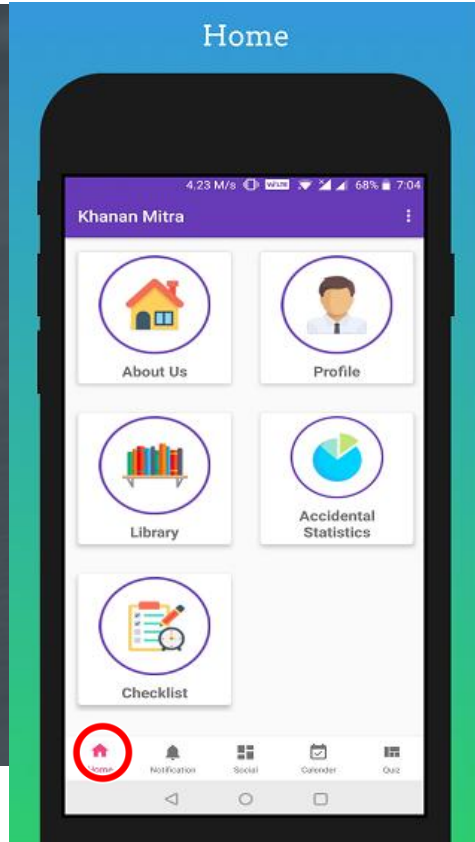 Home
4.23 M/s VoLTE 68% 7:04
Khanan Mitra
About Us
Profile
Library
Accidental
Statistics
Checklist
Home
Notification
Social
Calender
Quiz